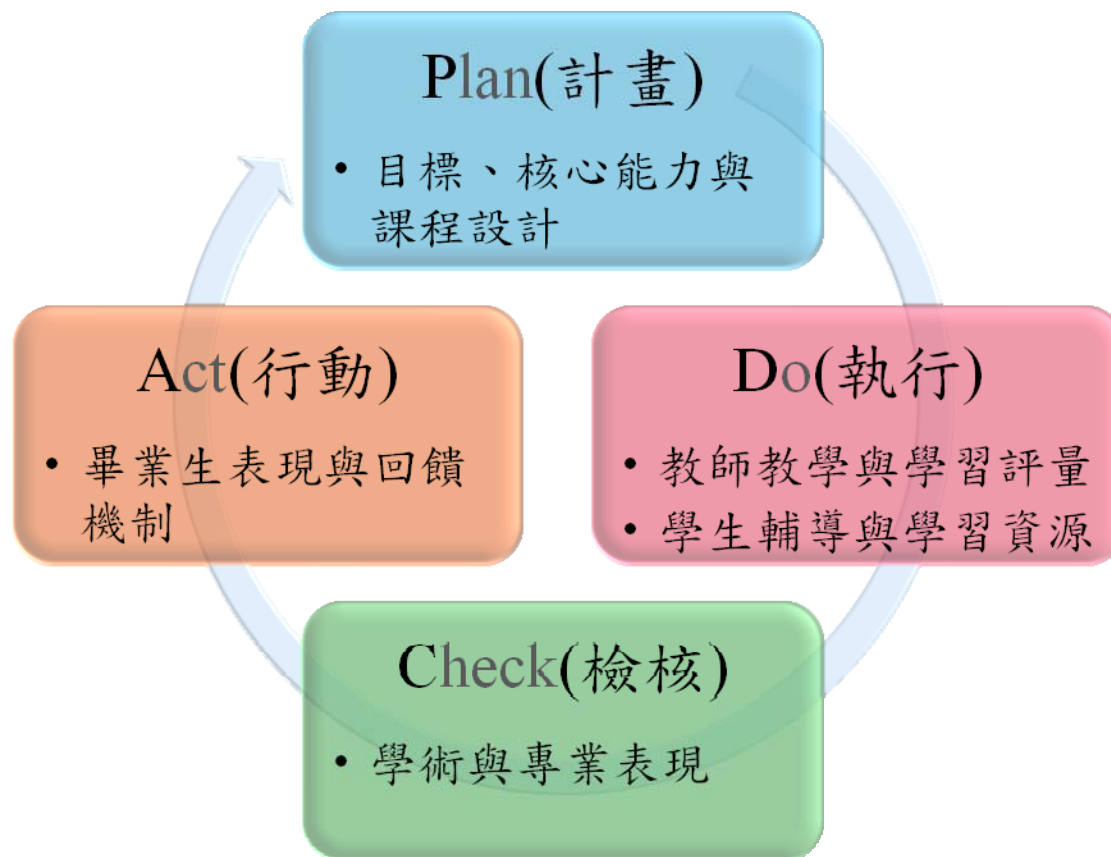 Plan(計畫)
• 目標、核心能力與
課程設計
Do(執行)
• 教師教學與學習評量
• 學生輔導與學習資源
Check(檢核)
• 學術與專業表現
Act(行動)
• 畢業生表現與回饋
機制